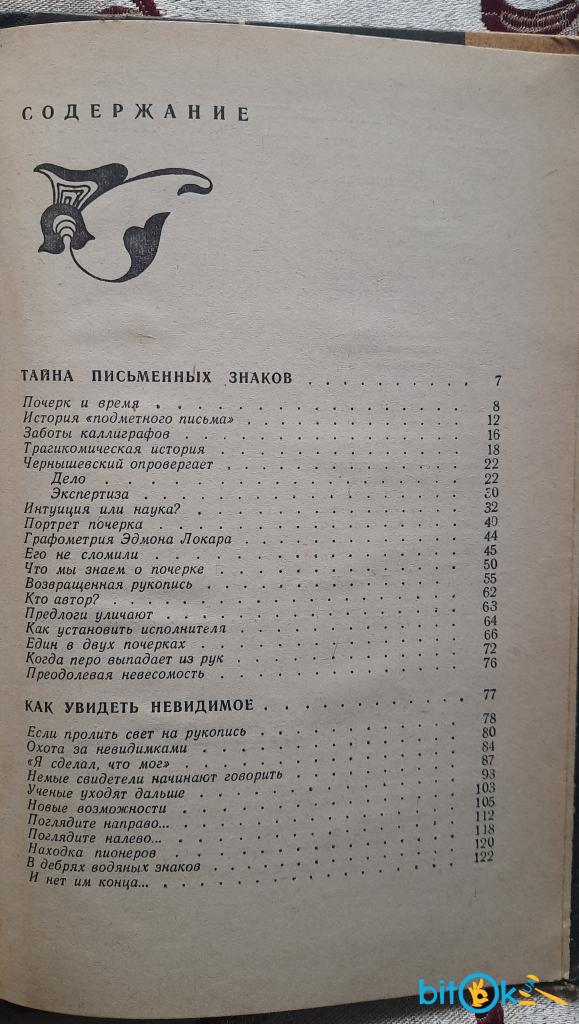 СОДЕРЖАНИЕ
ТАЙНА ПИСЬМЕННЫХ ЗНАКОВ . . . . . . . . . . 7
Почерк и время . . . . . . . . . . 8
История «подметного письма» . . . . . . . . . . 12
Заботы каллиграфов . . . . . . . . . . 16
Трагикомическая история . . . . . . . . . . 18
Чернышевский опровергает . . . . . . . . . . 22
Дело . . . . . . . . . . 22
Экспертиза . . . . . . . . . . 30
Интуиция или наука? . . . . . . . . . . 32
Портрет почерка . . . . . . . . . . 40
Графометрия Эдмона Локара . . . . . . . . . . 44
Его не сломили . . . . . . . . . . 45
Что мы знаем о почерке . . . . . . . . . . 50
Возвращенная рукопись . . . . . . . . . . 55
Кто автор? . . . . . . . . . . 62
Предлоги уличают . . . . . . . . . . 63
Как установить исполнителя . . . . . . . . . . 64
Един в двух почерках . . . . . . . . . . 66
Когда перо выпадает из рук . . . . . . . . . . 72
Преодолевая невесомость . . . . . . . . . . 76
КАК УВИДЕТЬ НЕВИДИМОЕ . . . . . . . . . . 77
Если пролить свет на рукопись . . . . . . . . . . 78
Охота за невидимками . . . . . . . . . . 80
«Я сделал, что мог» . . . . . . . . . . 84
Немые свидетели начинают говорить . . . . . . . . . . 87
Ученые уходят дальше . . . . . . . . . . 93
Новые возможности . . . . . . . . . . 103
Поглядите направо... . . . . . . . . . . 105
Поглядите налево... . . . . . . . . . . 112
Находка пионеров . . . . . . . . . . 118
В дебрях водяных знаков . . . . . . . . . . 120
И нет им конца... . . . . . . . . . . 122
bitOk